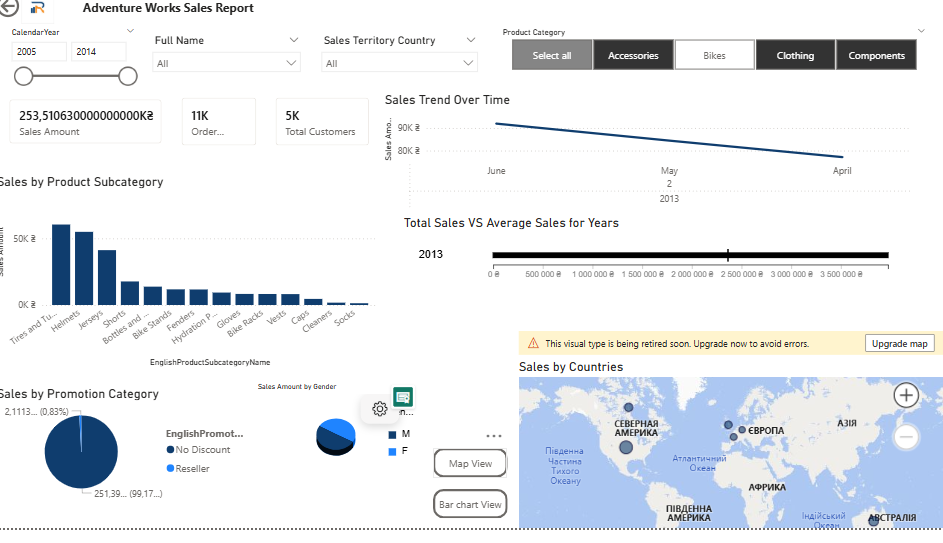 Adventure Works Sales Report
CalendarYear
2005 2014
Full Name
All
Sales Territory Country
All
Product Category
Select all Accessories Bikes Clothing Components
253,51063000000000K₴
Sales Amount
11K
Order...
5K
Total Customers
Sales Trend Over Time
Sales Amo...
90K ₴
80K ₴
June May April
2
2013
Sales by Product Subcategory
Sales Amount
50K ₴
0K ₴
Tires and Tu... Helmets Jerseys Shorts Bottles and ... Bike Stands Fenders Hydration P... Gloves Bike Racks Vests Caps Cleaners Socks
EnglishProductSubcategoryName
Total Sales VS Average Sales for Years
2013
0 ₴ 500 000 ₴ 1 000 000 ₴ 1 500 000 ₴ 2 000 000 ₴ 2 500 000 ₴ 3 000 000 ₴ 3 500 000 ₴
Sales by Promotion Category
2,1113... (0,83%)
251,39... (99,17...)
EnglishPromot...
No Discount
Reseller
Sales Amount by Gender
M
F
Map View
Bar chart View
This visual type is being retired soon. Upgrade now to avoid errors.
Upgrade map
Sales by Countries
СЕВЕРНАЯ
АМЕРИКА
ЄВРОПА
АЗІЯ
Південна
Частина
Тихого
Океану
Атлантичний
Океан
АФРИКА
ПІВДЕННА
АМЕРИКА
Індійський
Океан
АВСТРАЛІЯ